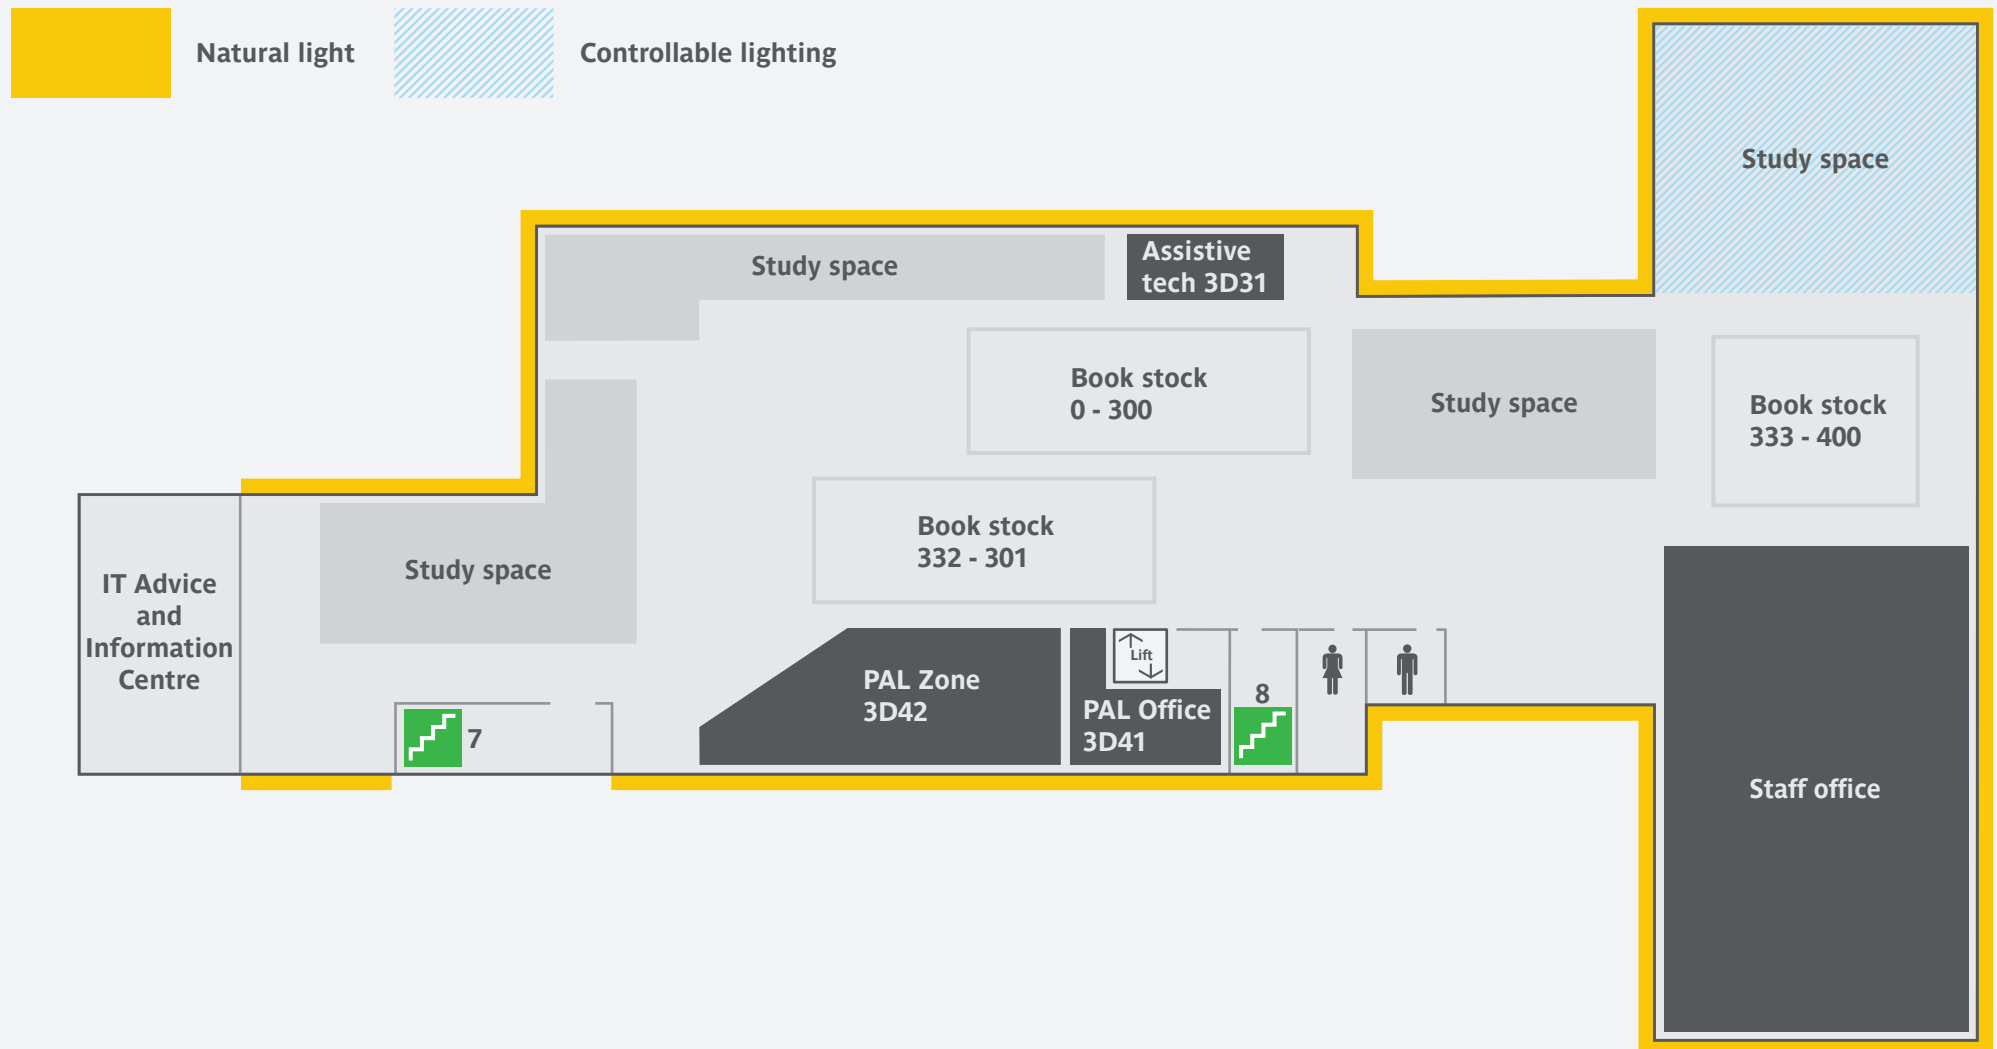 Natural light
Controllable lighting
Study space
Study space
Assistive
tech 3D31
Book stock
0 - 300
Study space
Book stock
333 - 400
Book stock
332 - 301
Study space
IT Advice
and
Information
Centre
Lift
PAL Zone
3D42
PAL Office
3D41
8
7
Staff office